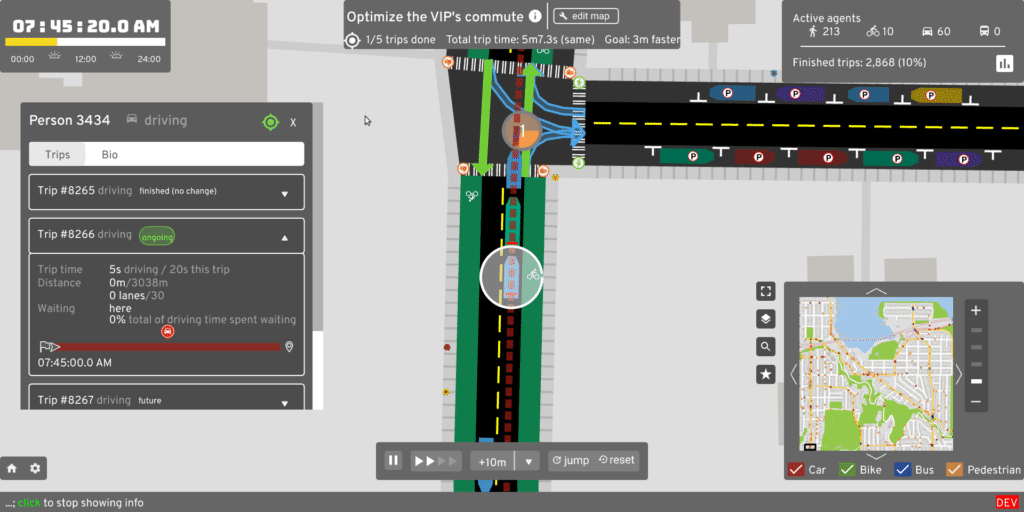 07:45:20.0 AM
00:00 12:00 24:00
Optimize the VIP's commute i edit map
1/5 trips done Total trip time: 5m7.3s (same) Goal: 3m faster
Active agents
213 10 60 0
Finished trips: 2,868 (10%)
Person 3434 driving X
Trips Bio
Trip #8265 driving finished (no change)
Trip #8266 driving ongoing
Trip time 5s driving / 20s this trip
Distance 0m/3038m
0 lanes/30
Waiting here
0% total of driving time spent waiting
07:45:00.0 AM
Trip #8267 driving future
1
P P P P
P P P P P
+10m jump reset
Car Bike Bus Pedestrian
...; click to stop showing info
DEV